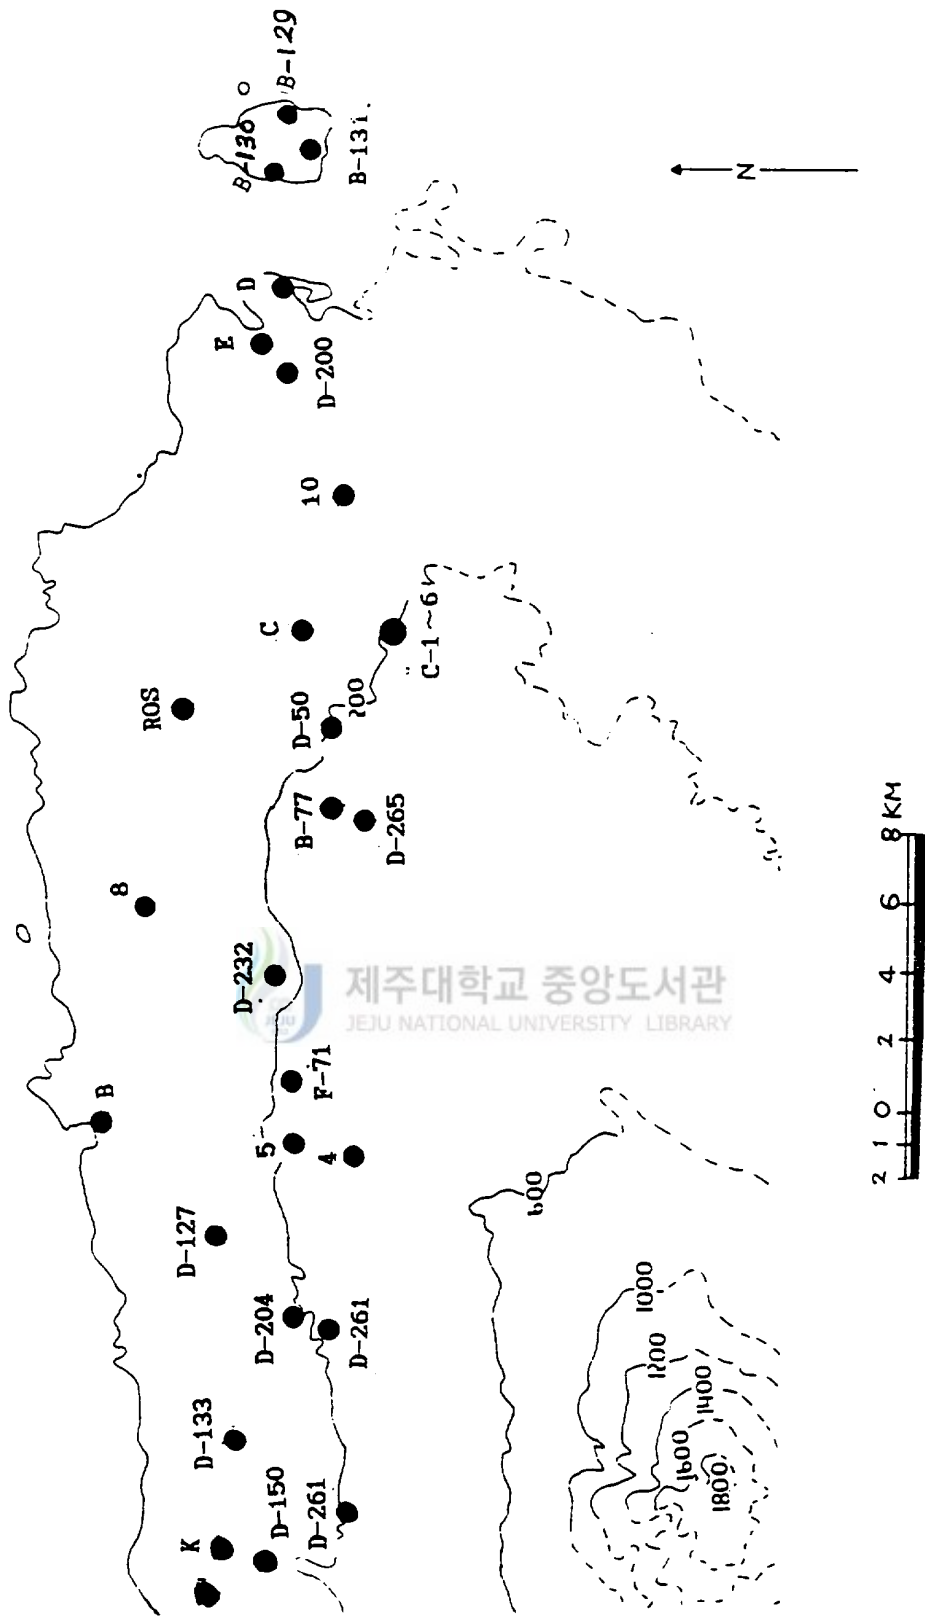 B-129
B-130
B-131
N
D
E
D-200
10
C
C-1~6
ROS
D-50
200
B-77
D-265
8
D-232
F-71
B
5
4
D-127
600
D-204
D-261
1000
1200
1400
1600
1800
D-133
K
D-150
D-261
2 1 0 2 4 6 8 KM
제주대학교 중앙도서관
JEJU NATIONAL UNIVERSITY LIBRARY
JEJU